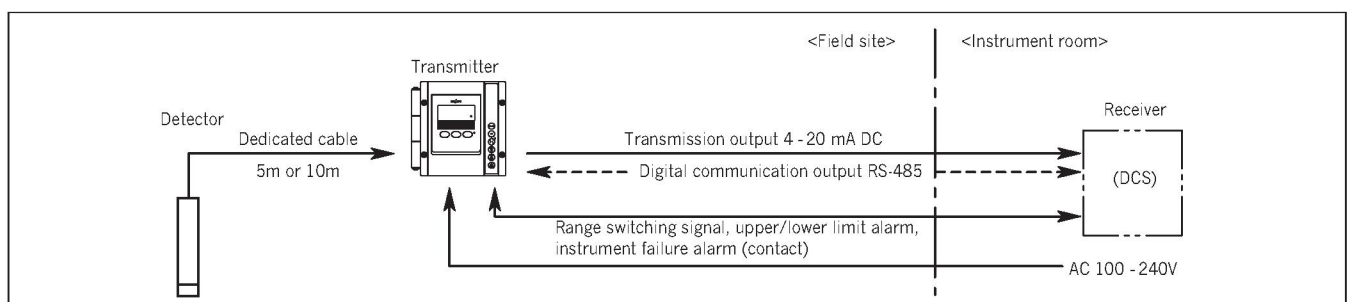 <Field site>
<Instrument room>
Transmitter
Receiver
Detector
Dedicated cable
5m or 10m
Transmission output 4 - 20 mA DC
Digital communication output RS-485
(DCS)
Range switching signal, upper/lower limit alarm,
instrument failure alarm (contact)
AC 100 - 240V